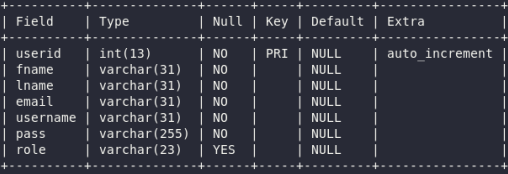 +----------+--------------+------+-----+---------+----------------+
| Field    | Type         | Null | Key | Default | Extra          |
+----------+--------------+------+-----+---------+----------------+
| userid   | int(13)      | NO   | PRI | NULL    | auto_increment |
| fname    | varchar(31)  | NO   |     | NULL    |                |
| lname    | varchar(31)  | NO   |     | NULL    |                |
| email    | varchar(31)  | NO   |     | NULL    |                |
| username | varchar(31)  | NO   |     | NULL    |                |
| pass     | varchar(255) | NO   |     | NULL    |                |
| role     | varchar(23)  | YES  |     | NULL    |                |
+----------+--------------+------+-----+---------+----------------+